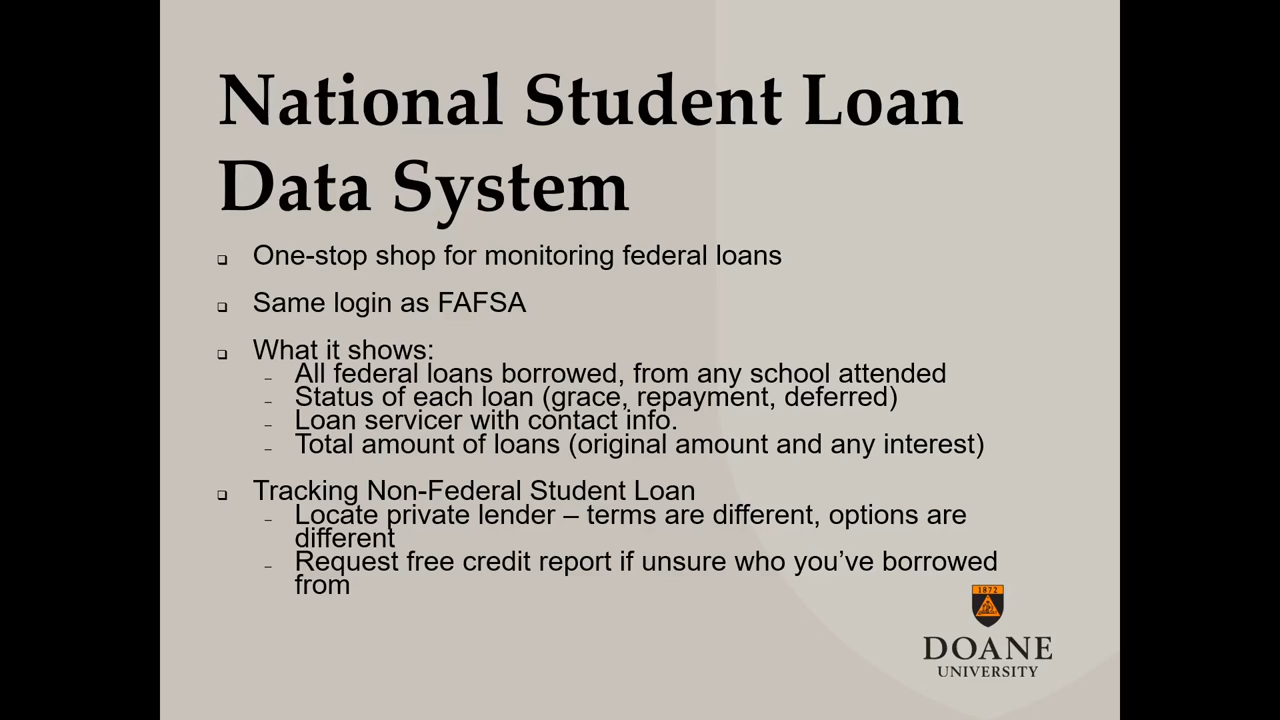 National Student Loan
Data System
❑ One-stop shop for monitoring federal loans
❑ Same login as FAFSA
❑ What it shows:
– All federal loans borrowed, from any school attended
– Status of each loan (grace, repayment, deferred)
– Loan servicer with contact info.
– Total amount of loans (original amount and any interest)
❑ Tracking Non-Federal Student Loan
– Locate private lender – terms are different, options are
different
– Request free credit report if unsure who you’ve borrowed
from
1872
DOANE
UNIVERSITY